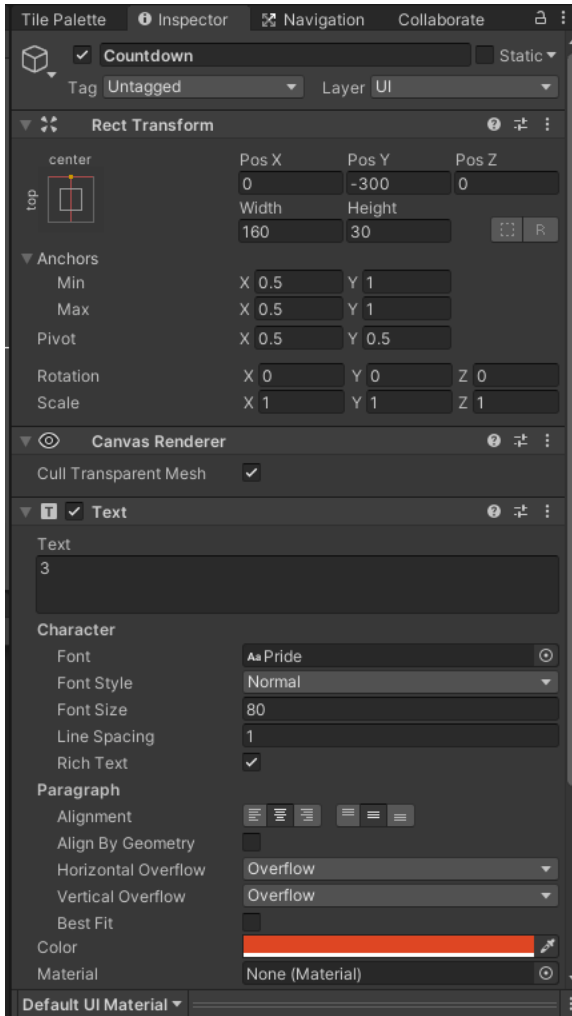 Tile Palette Inspector Navigation Collaborate
Countdown Static
Tag Untagged Layer UI
Rect Transform
center Pos X Pos Y Pos Z
top 0 -300 0
Width Height
160 30 R
Anchors
Min X 0.5 Y 1
Max X 0.5 Y 1
Pivot X 0.5 Y 0.5
Rotation X 0 Y 0 Z 0
Scale X 1 Y 1 Z 1
Canvas Renderer
Cull Transparent Mesh
T Text
Text
3
Character
Font Aa Pride
Font Style Normal
Font Size 80
Line Spacing 1
Rich Text
Paragraph
Alignment
Align By Geometry
Horizontal Overflow Overflow
Vertical Overflow Overflow
Best Fit
Color
Material None (Material)
Default UI Material